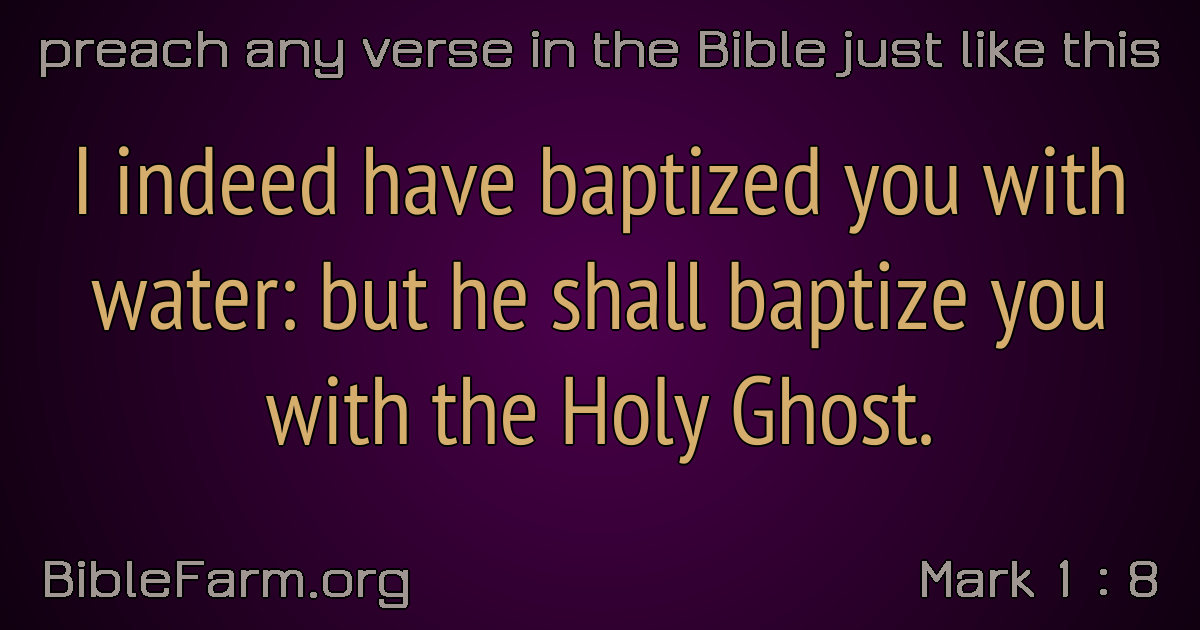 preach any verse in the Bible just like this
I indeed have baptized you with
water: but he shall baptize you
with the Holy Ghost.
BibleFarm.org
Mark 1 : 8